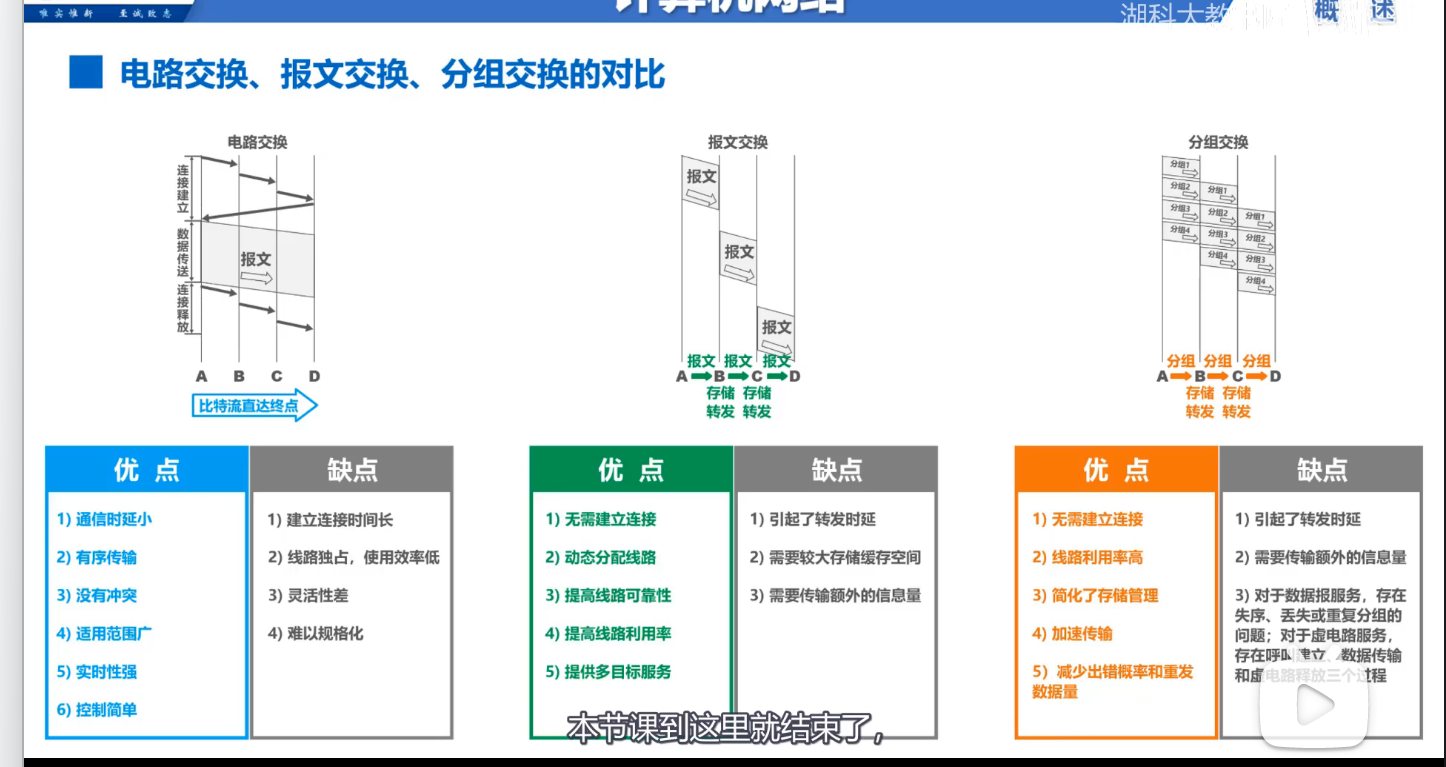 唯实惟新 至诚致志
计算机网络
湖科大教
概述
电路交换、报文交换、分组交换的对比
电路交换
连接建立
数据传送
连接释放
报文
A B C D
比特流直达终点
报文交换
报文
报文
报文
报文 报文 报文
A B C D
存储 存储
转发 转发
分组交换
分组1
分组2 分组1
分组3 分组2 分组1
分组4 分组3 分组2
分组4 分组3
分组4
分组 分组 分组
A B C D
存储 存储
转发 转发
优 点
1) 通信时延小
2) 有序传输
3) 没有冲突
4) 适用范围广
5) 实时性强
6) 控制简单
缺点
1) 建立连接时间长
2) 线路独占，使用效率低
3) 灵活性差
4) 难以规格化
优 点
1) 无需建立连接
2) 动态分配线路
3) 提高线路可靠性
4) 提高线路利用率
5) 提供多目标服务
缺点
1) 引起了转发时延
2) 需要较大存储缓存空间
3) 需要传输额外的信息量
优 点
1) 无需建立连接
2) 线路利用率高
3) 简化了存储管理
4) 加速传输
5) 减少出错概率和重发
数据量
缺点
1) 引起了转发时延
2) 需要传输额外的信息量
3) 对于数据报服务，存在
失序、丢失或重复分组的
问题；对于虚电路服务，
存在呼叫建立、数据传输
和虚电路释放三个过程
本节课到这里就结束了，